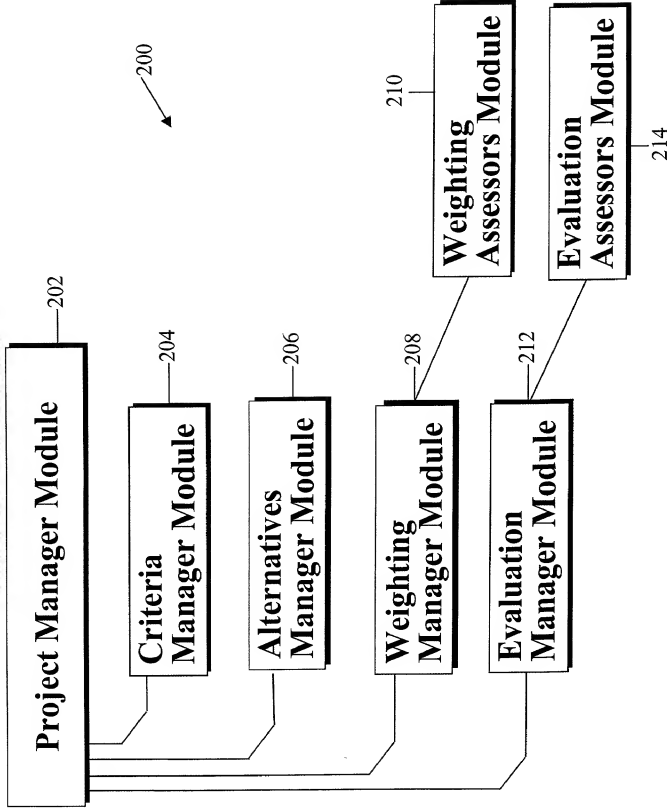 200
Project Manager Module
202
Criteria
Manager Module
204
Alternatives
Manager Module
206
Weighting
Manager Module
208
Weighting
Assessors Module
210
Evaluation
Manager Module
212
Evaluation
Assessors Module
214